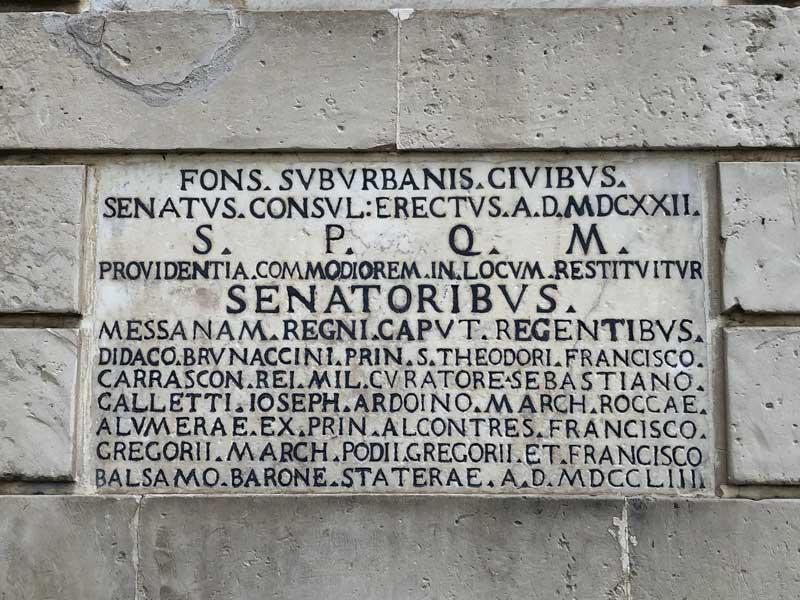 FONS. SVBVRBANIS. CIVIBVS.
SENATVS. CONSVL: ERECTVS. A. D. MDCXXII.
S. P. Q. M.
PROVIDENTIA. COMMODIOREM. IN. LOCVM. RESTITVITVR
SENATORIBVS.
MESSANAM. REGNI. CAPVT. REGENTIBVS.
DIDACO. BRVNACCINI. PRIN. S. THEODORI. FRANCISCO.
CARRASCON. REI. MIL. CVRATORE. SEBASTIANO.
GALLETTI. IOSEPH. ARDOINO. MARCH. ROCCAE.
ALVMERAE. EX. PRIN. ALCONTRES. FRANCISCO.
GREGORII. MARCH. PODII. GREGORII. ET. FRANCISCO
BALSAMO. BARONE. STATERAE. A. D. MDCCLIII.